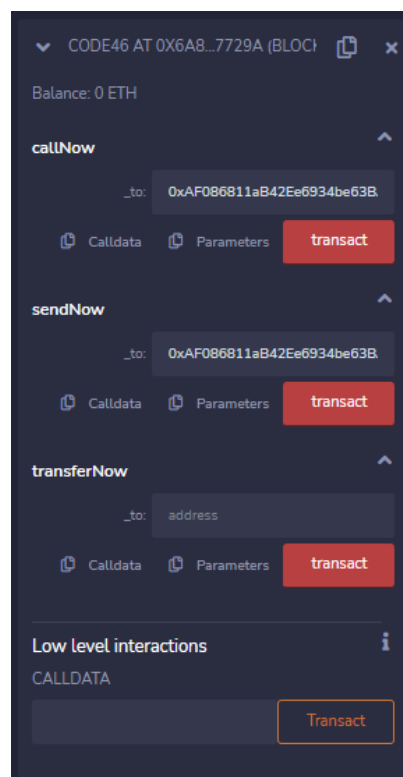 CODE46 AT 0X6A8...7729A (BLOCK
Balance: 0 ETH
callNow
_to: 0xAF086811aB42Ee6934be63B
Calldata Parameters transact
sendNow
_to: 0xAF086811aB42Ee6934be63B
Calldata Parameters transact
transferNow
_to: address
Calldata Parameters transact
Low level interactions
CALLDATA
Transact